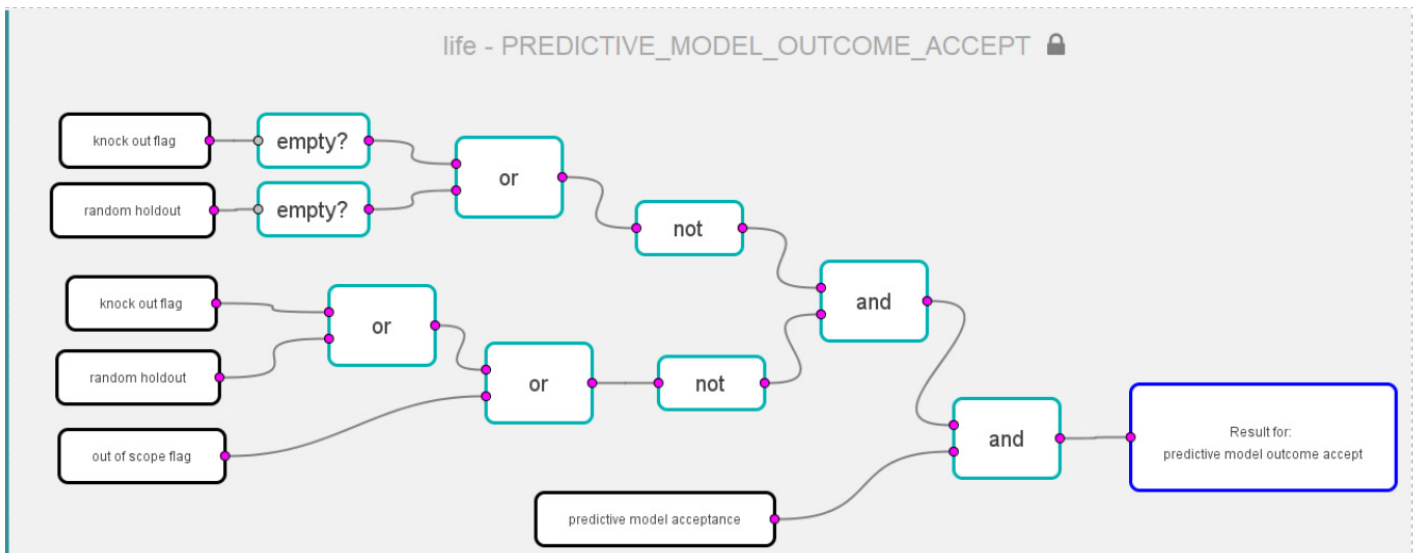 life - PREDICTIVE_MODEL_OUTCOME_ACCEPT
knock out flag
empty?
random holdout
empty?
or
not
knock out flag
random holdout
or
out of scope flag
or
not
and
predictive model acceptance
and
Result for:
predictive model outcome accept